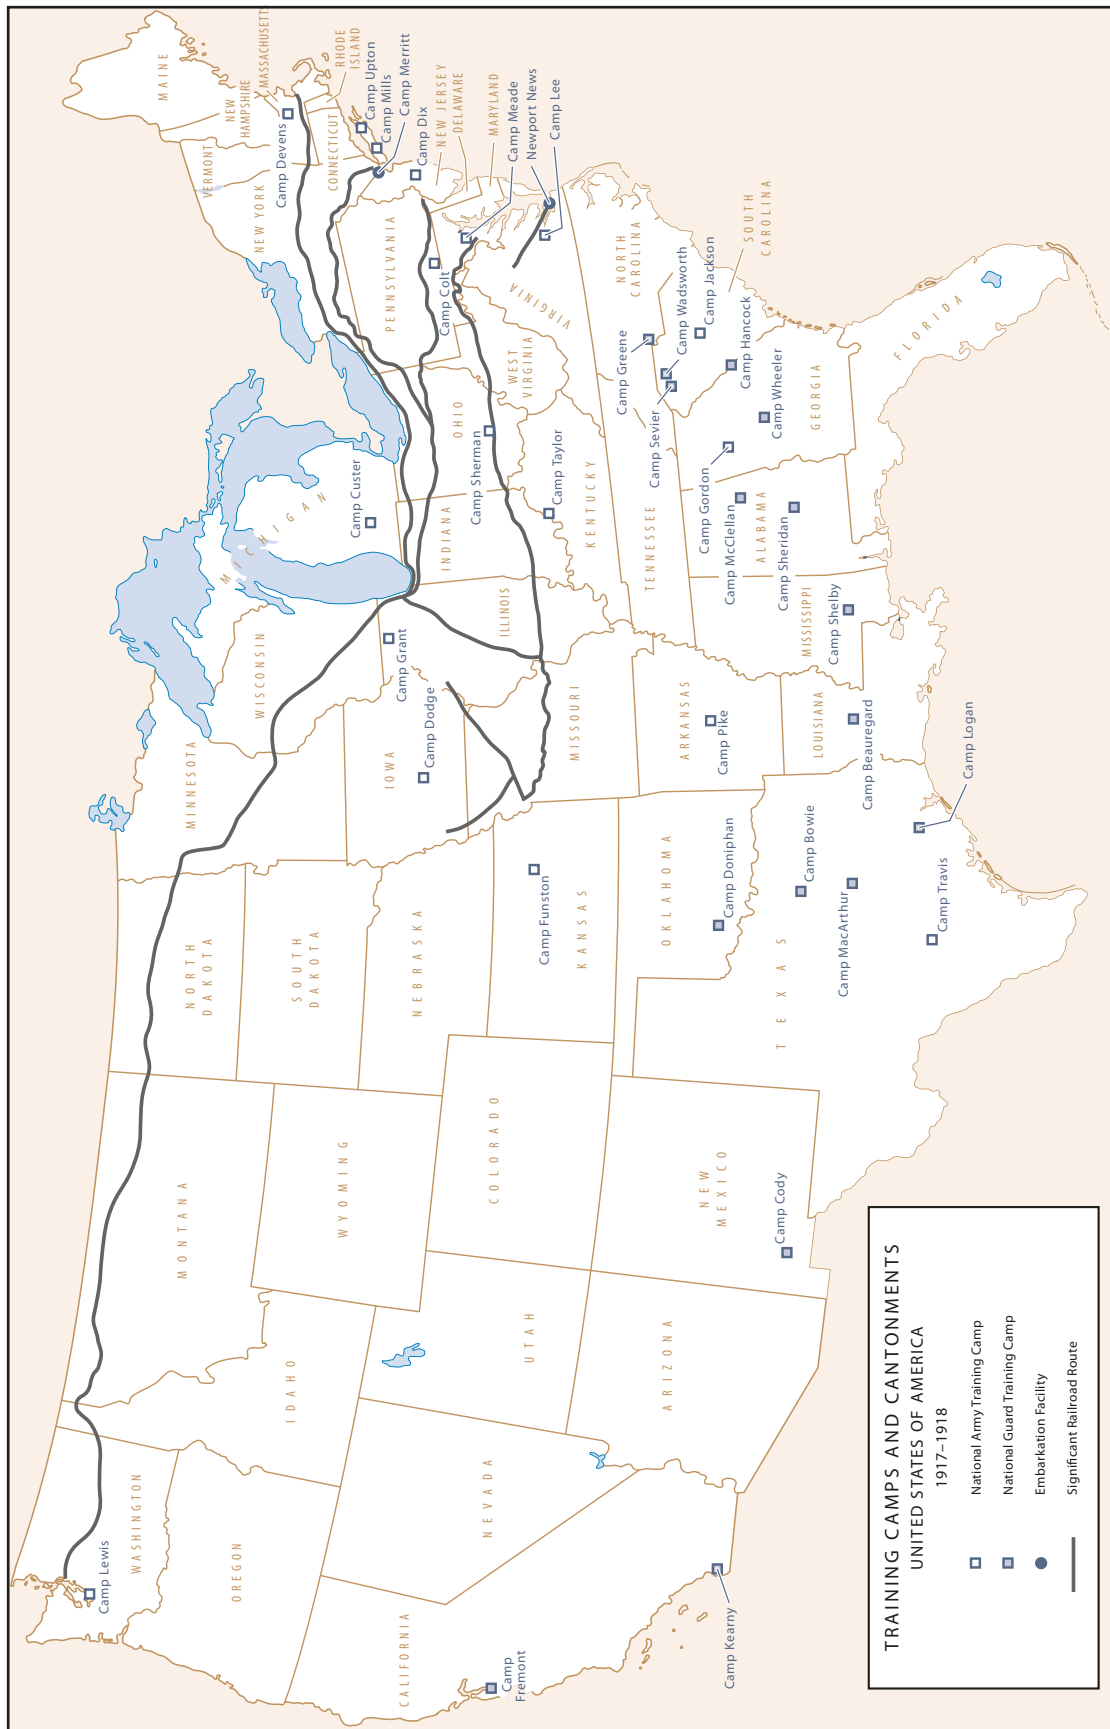 MAINE
VERMONT
NEW
HAMPSHIRE
MASSACHUSETTS
RHODE
ISLAND
CONNECTICUT
NEW YORK
Camp Devens
Camp Upton
Camp Mills
Camp Merritt
Camp Dix
NEW JERSEY
DELAWARE
MARYLAND
Camp Meade
Newport News
Camp Lee
PENNSYLVANIA
Camp Colt
VIRGINIA
WEST
VIRGINIA
NORTH
CAROLINA
SOUTH
CAROLINA
Camp Greene
Camp Wadsworth
Camp Sevier
Camp Jackson
Camp Hancock
Camp Wheeler
Camp Gordon
GEORGIA
FLORIDA
OHIO
Camp Sherman
MICHIGAN
Camp Custer
INDIANA
Camp Taylor
KENTUCKY
TENNESSEE
Camp McClellan
ALABAMA
Camp Sheridan
MISSISSIPPI
Camp Shelby
WISCONSIN
ILLINOIS
Camp Grant
MINNESOTA
IOWA
Camp Dodge
MISSOURI
ARKANSAS
Camp Pike
LOUISIANA
Camp Beauregard
NORTH
DAKOTA
SOUTH
DAKOTA
NEBRASKA
Camp Funston
KANSAS
OKLAHOMA
Camp Doniphan
TEXAS
Camp Bowie
Camp MacArthur
Camp Travis
Camp Logan
MONTANA
WYOMING
COLORADO
NEW
MEXICO
Camp Cody
IDAHO
UTAH
ARIZONA
WASHINGTON
Camp Lewis
OREGON
NEVADA
CALIFORNIA
Camp
Fremont
Camp Kearny
TRAINING CAMPS AND CANTONMENTS
UNITED STATES OF AMERICA
1917–1918
National Army Training Camp
National Guard Training Camp
Embarkation Facility
Significant Railroad Route